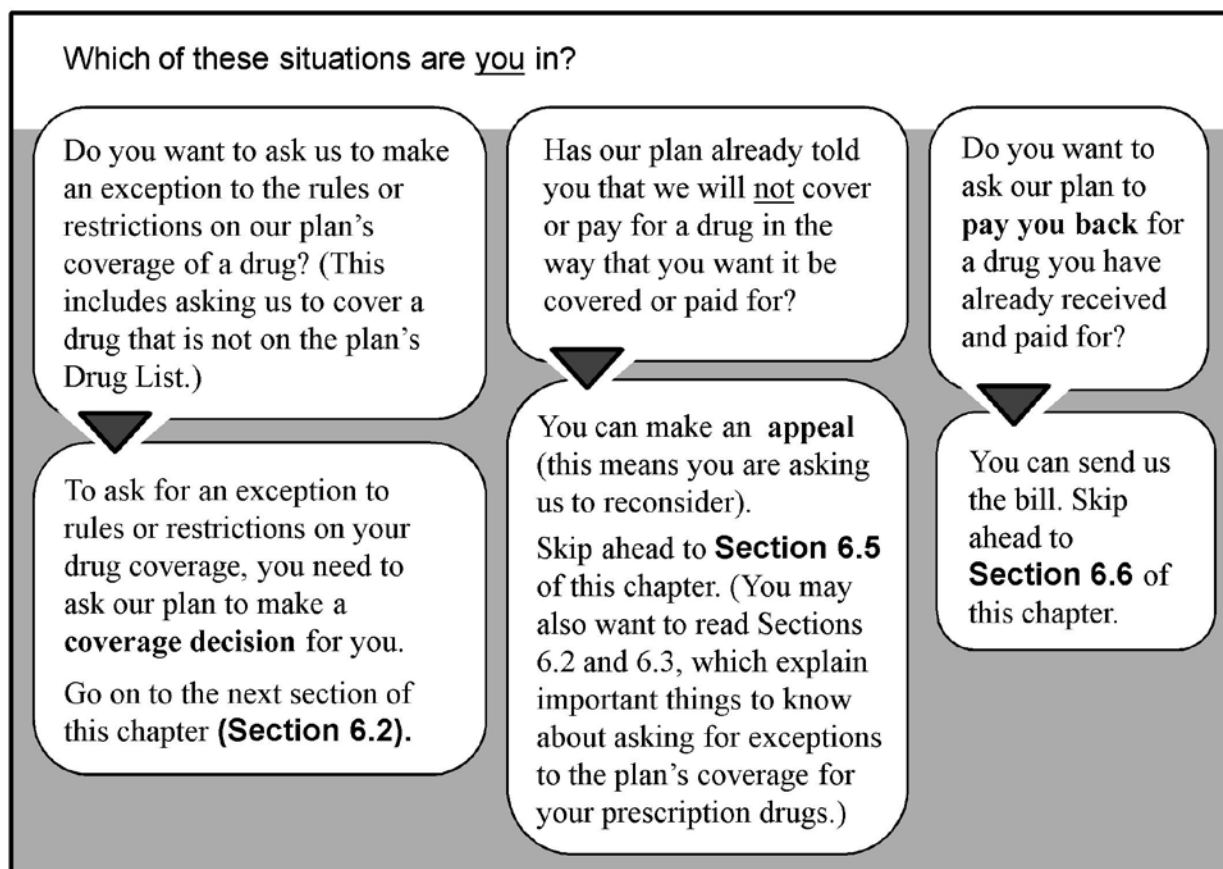 Which of these situations are you in?
Do you want to ask us to make
an exception to the rules or
restrictions on our plan’s
coverage of a drug? (This
includes asking us to cover a
drug that is not on the plan’s
Drug List.)
To ask for an exception to
rules or restrictions on your
drug coverage, you need to
ask our plan to make a
coverage decision for you.
Go on to the next section of
this chapter (Section 6.2).
Has our plan already told
you that we will not cover
or pay for a drug in the
way that you want it be
covered or paid for?
You can make an appeal
(this means you are asking
us to reconsider).
Skip ahead to Section 6.5
of this chapter. (You may
also want to read Sections
6.2 and 6.3, which explain
important things to know
about asking for exceptions
to the plan’s coverage for
your prescription drugs.)
Do you want to
ask our plan to
pay you back for
a drug you have
already received
and paid for?
You can send us
the bill. Skip
ahead to
Section 6.6 of
this chapter.